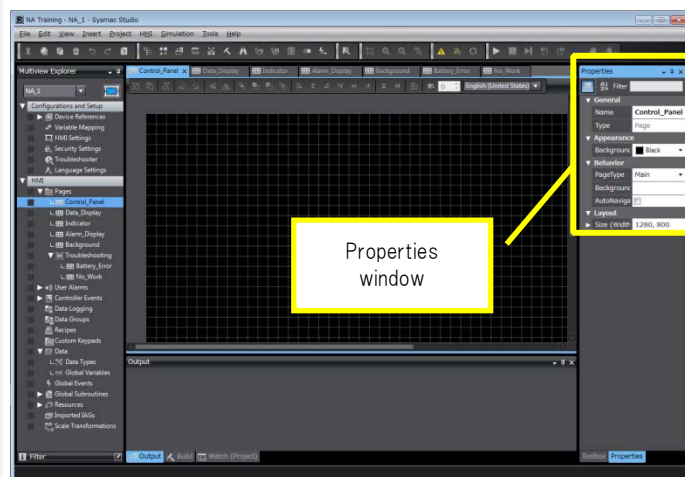 NA Training - NA_1 - Sysmac Studio
File Edit View Insert Project HMI Simulation Tools Help
Multiview Explorer
Control_Panel Data_Display Indicator Alarm_Display Background Battery_Error No_Work
Properties
NA_1
0 English (United States)
Filter
Configurations and Setup
Device References
Variable Mapping
HMI Settings
Security Settings
Troubleshooter
Language Settings
HMI
Pages
Control_Panel
Data_Display
Indicator
Alarm_Display
Background
Troubleshooting
Battery_Error
No_Work
User Alarms
Controller Events
Data Logging
Data Groups
Recipes
Custom Keypads
Data
Data Types
Global Variables
Global Events
Global Subroutines
Resources
Imported IAGs
Scale Transformations
Filter
General
Name Control_Panel
Type Page
Appearance
Backgrounc Black
Behavior
PageType Main
Backgrounc
AutoNaviga
Layout
Size (Width 1280, 800
Properties
window
Output
Output Build Watch (Project)
Toolbox Properties